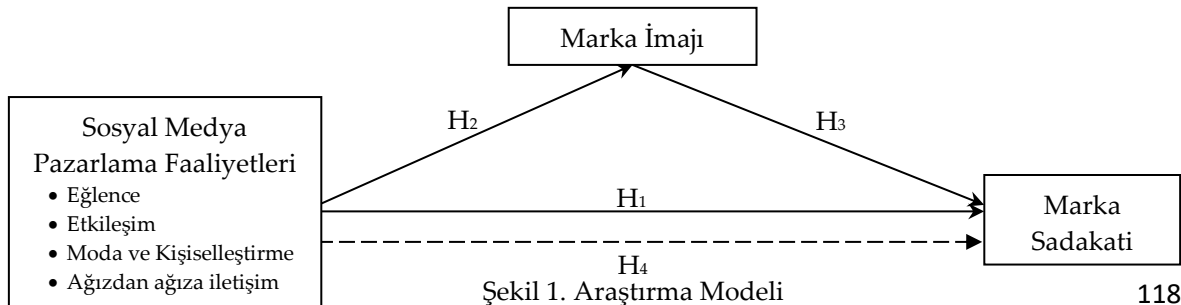 Marka İmajı
Sosyal Medya
Pazarlama Faaliyetleri
• Eğlence
• Etkileşim
• Moda ve Kişiselleştirme
• Ağızdan ağıza iletişim
H2
H3
H1
H4
Marka
Sadakati
Şekil 1. Araştırma Modeli
118